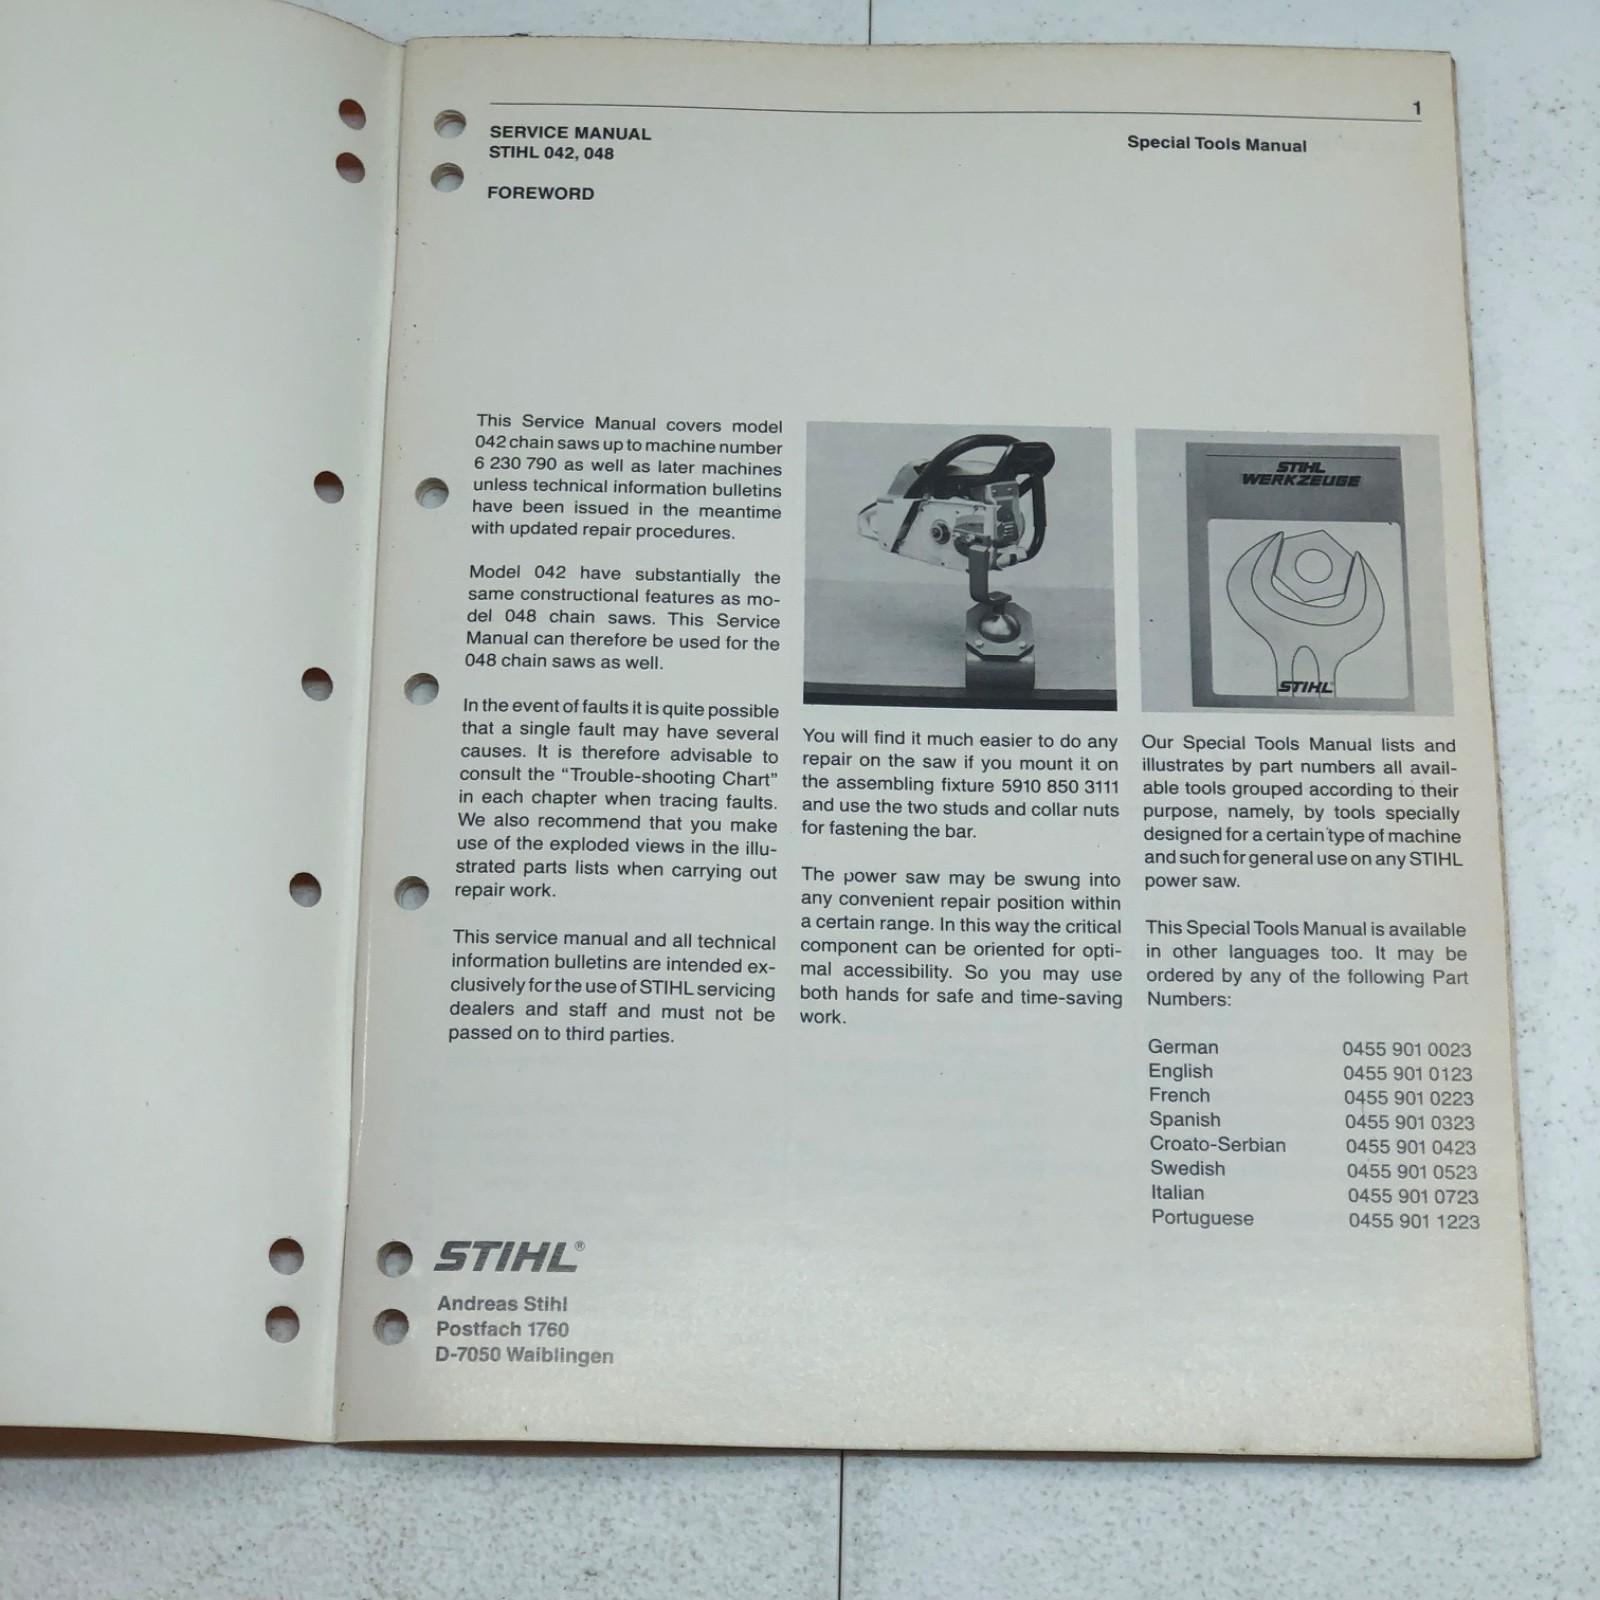 1
SERVICE MANUAL
STIHL 042, 048
Special Tools Manual
FOREWORD
This Service Manual covers model
042 chain saws up to machine number
6 230 790 as well as later machines
unless technical information bulletins
have been issued in the meantime
with updated repair procedures.
Model 042 have substantially the
same constructional features as mo-
del 048 chain saws. This Service
Manual can therefore be used for the
048 chain saws as well.
In the event of faults it is quite possible
that a single fault may have several
causes. It is therefore advisable to
consult the “Trouble-shooting Chart”
in each chapter when tracing faults.
We also recommend that you make
use of the exploded views in the illu-
strated parts lists when carrying out
repair work.
This service manual and all technical
information bulletins are intended ex-
clusively for the use of STIHL servicing
dealers and staff and must not be
passed on to third parties.
You will find it much easier to do any
repair on the saw if you mount it on
the assembling fixture 5910 850 3111
and use the two studs and collar nuts
for fastening the bar.
The power saw may be swung into
any convenient repair position within
a certain range. In this way the critical
component can be oriented for opti-
mal accessibility. So you may use
both hands for safe and time-saving
work.
STIHL
WERKZEUGE
STIHL
Our Special Tools Manual lists and
illustrates by part numbers all avail-
able tools grouped according to their
purpose, namely, by tools specially
designed for a certain type of machine
and such for general use on any STIHL
power saw.
This Special Tools Manual is available
in other languages too. It may be
ordered by any of the following Part
Numbers:
German 0455 901 0023
English 0455 901 0123
French 0455 901 0223
Spanish 0455 901 0323
Croato-Serbian 0455 901 0423
Swedish 0455 901 0523
Italian 0455 901 0723
Portuguese 0455 901 1223
STIHL®
Andreas Stihl
Postfach 1760
D-7050 Waiblingen